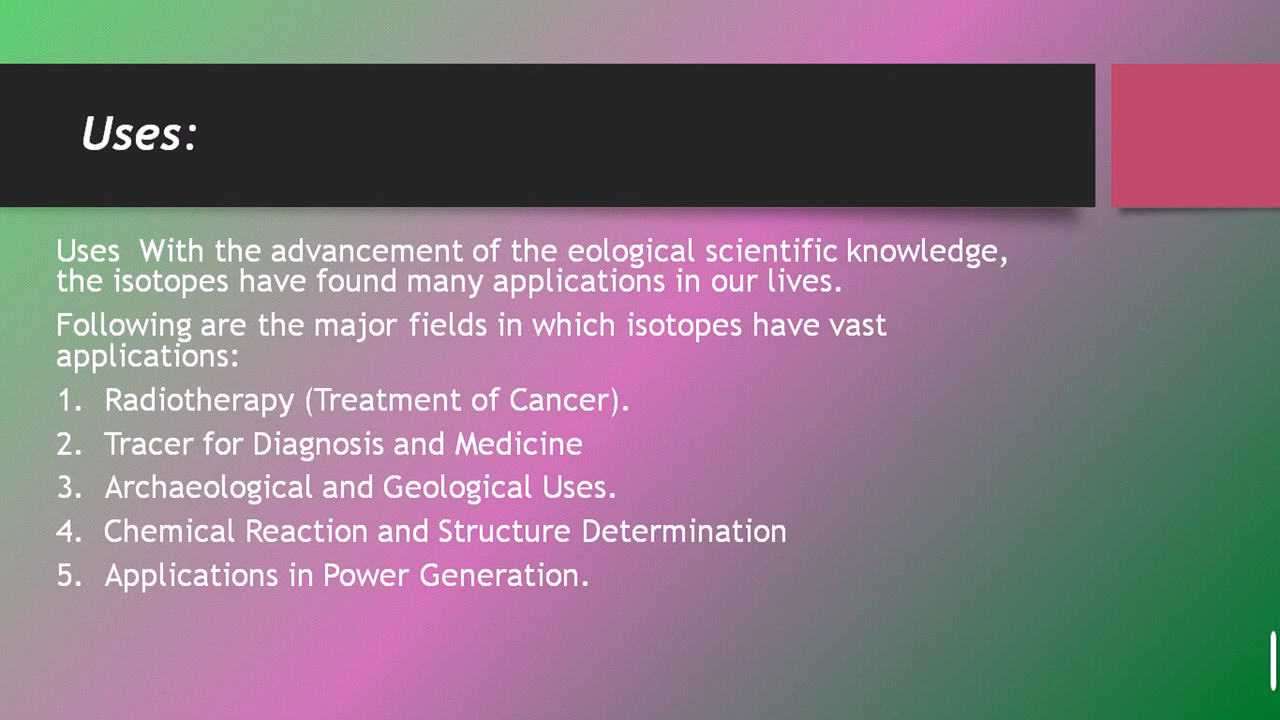 Uses:
Uses With the advancement of the eological scientific knowledge,
the isotopes have found many applications in our lives.
Following are the major fields in which isotopes have vast
applications:
1. Radiotherapy (Treatment of Cancer).
2. Tracer for Diagnosis and Medicine
3. Archaeological and Geological Uses.
4. Chemical Reaction and Structure Determination
5. Applications in Power Generation.